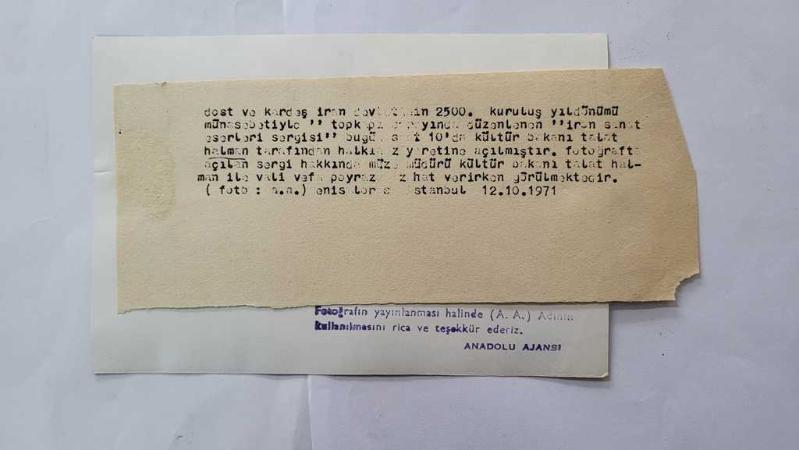 dost ve kardeş iran devletinin 2500. kuruluş yıldönümü
münasebetiyle '' topkapı sarayında düzenlenen ''iran sanat
eserleri sergisi'' bugün saat 10'da kültür bakanı talat
halman tarafından halkın ziyaretine açılmıştır. fotoğrafta
açılan sergi hakkında müze müdürü kültür bakanı talat hal-
man ile vali vefa poyraz hat verirken görülmektedir.
( foto : a.a.) enis istanbul 12.10.1971
Fotoğrafın yayınlanması halinde (A. A.) Adının
kullanılmasını rica ve teşekkür ederiz.
ANADOLU AJANSI